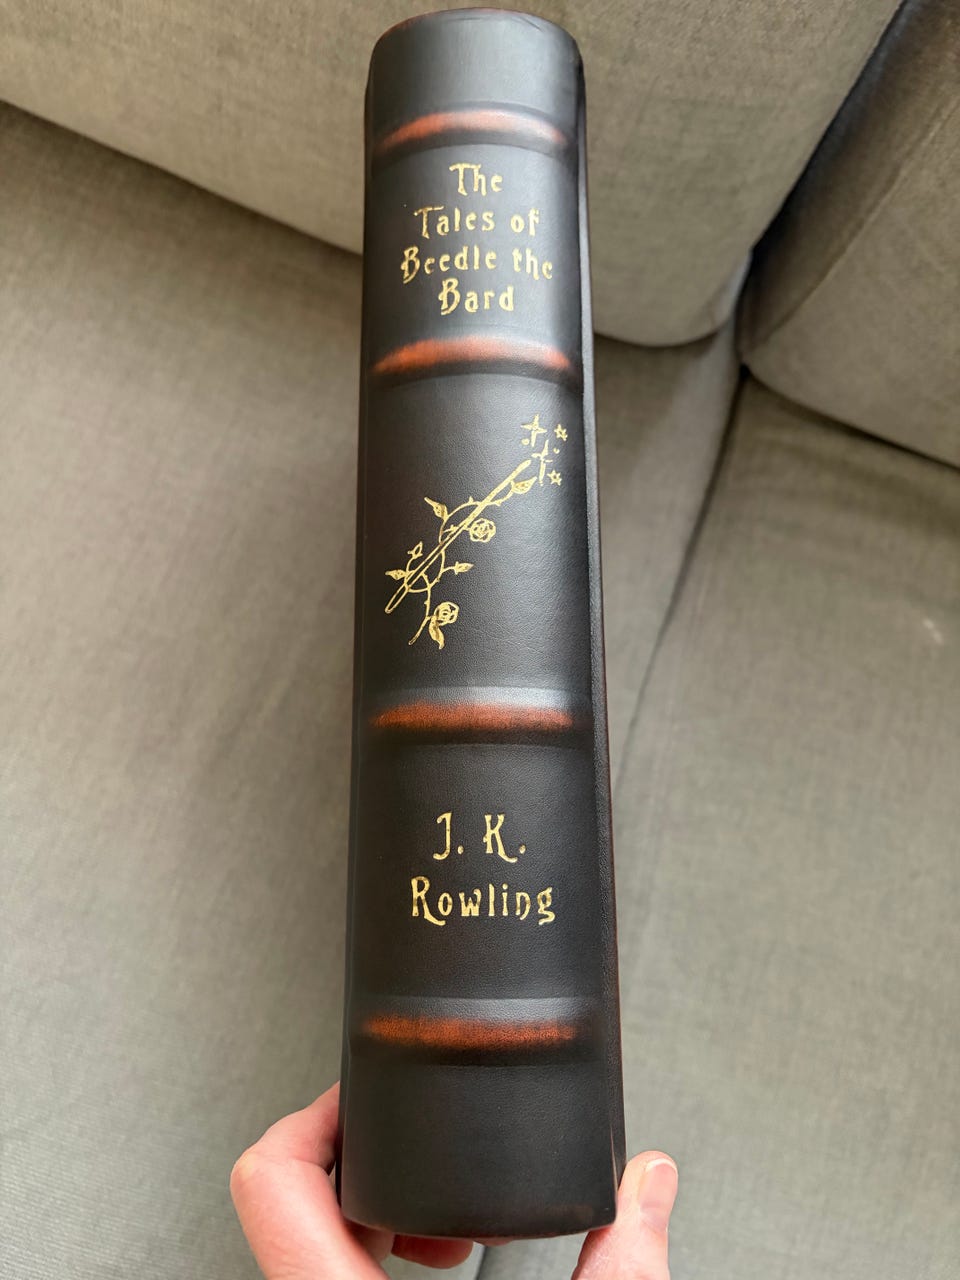 The
Tales of
Beedle the
Bard
J. K.
Rowling